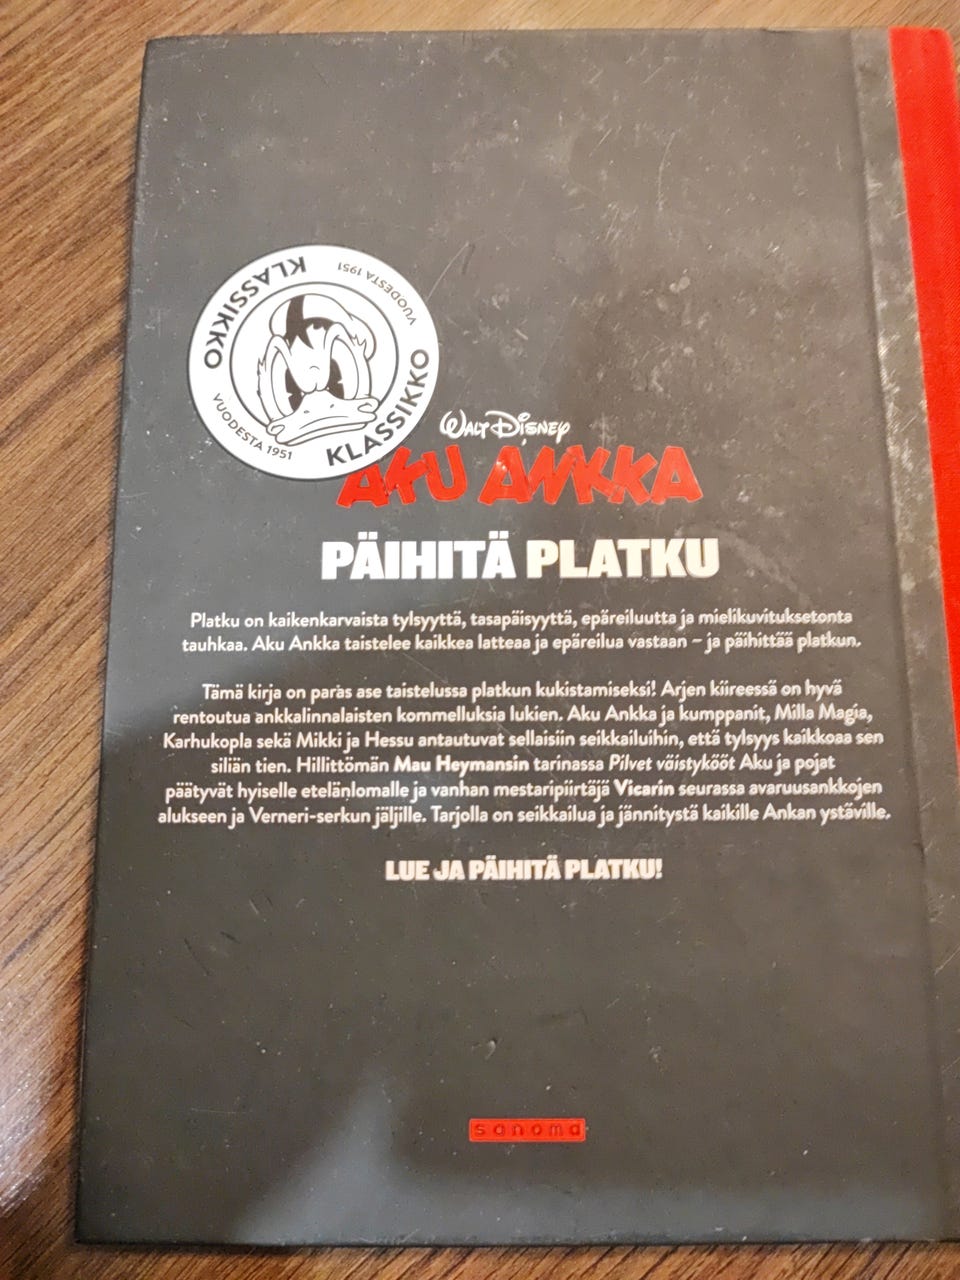 KLASSIKKO
VUODESTA 1951
KLASSIKKO
VUODESTA 1951
WALT DISNEY
AKU ANKKA
PÄIHITÄ PLATKU
Platku on kaikenkarvaista tylsyyttä, tasapäisyyttä, epäreiluutta ja mielikuvituksetonta
tauhkaa. Aku Ankka taistelee kaikkea latteaa ja epäreilua vastaan – ja päihittää platkun.
Tämä kirja on paras ase taistelussa platkun kukistamiseksi! Arjen kiireessä on hyvä
rentoutua ankkalinnalaisten kommelluksia lukien. Aku Ankka ja kumppanit, Milla Magia,
Karhukopla sekä Mikki ja Hessu antautuvat sellaisiin seikkailuihin, että tylsyys kaikkoaa sen
siliän tien. Hillittömän Mau Heymansin tarinassa Pilvet väistykööt Aku ja pojat
päätyvät hyiselle etelänlomalle ja vanhan mestaripiirtäjä Vicarin seurassa avaruusankkojen
alukseen ja Verneri-serkun jäljille. Tarjolla on seikkailua ja jännitystä kaikille Ankan ystäville.
LUE JA PÄIHITÄ PLATKU!
sanoma